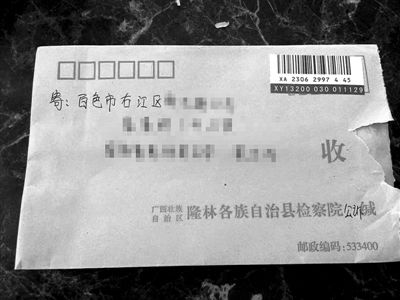 XA 2306 2997 4 45
XY13200 030 011129
寄：百色市右江区
收
广西壮族
自治区
隆林各族自治县检察院公诉缄
邮政编码：533400